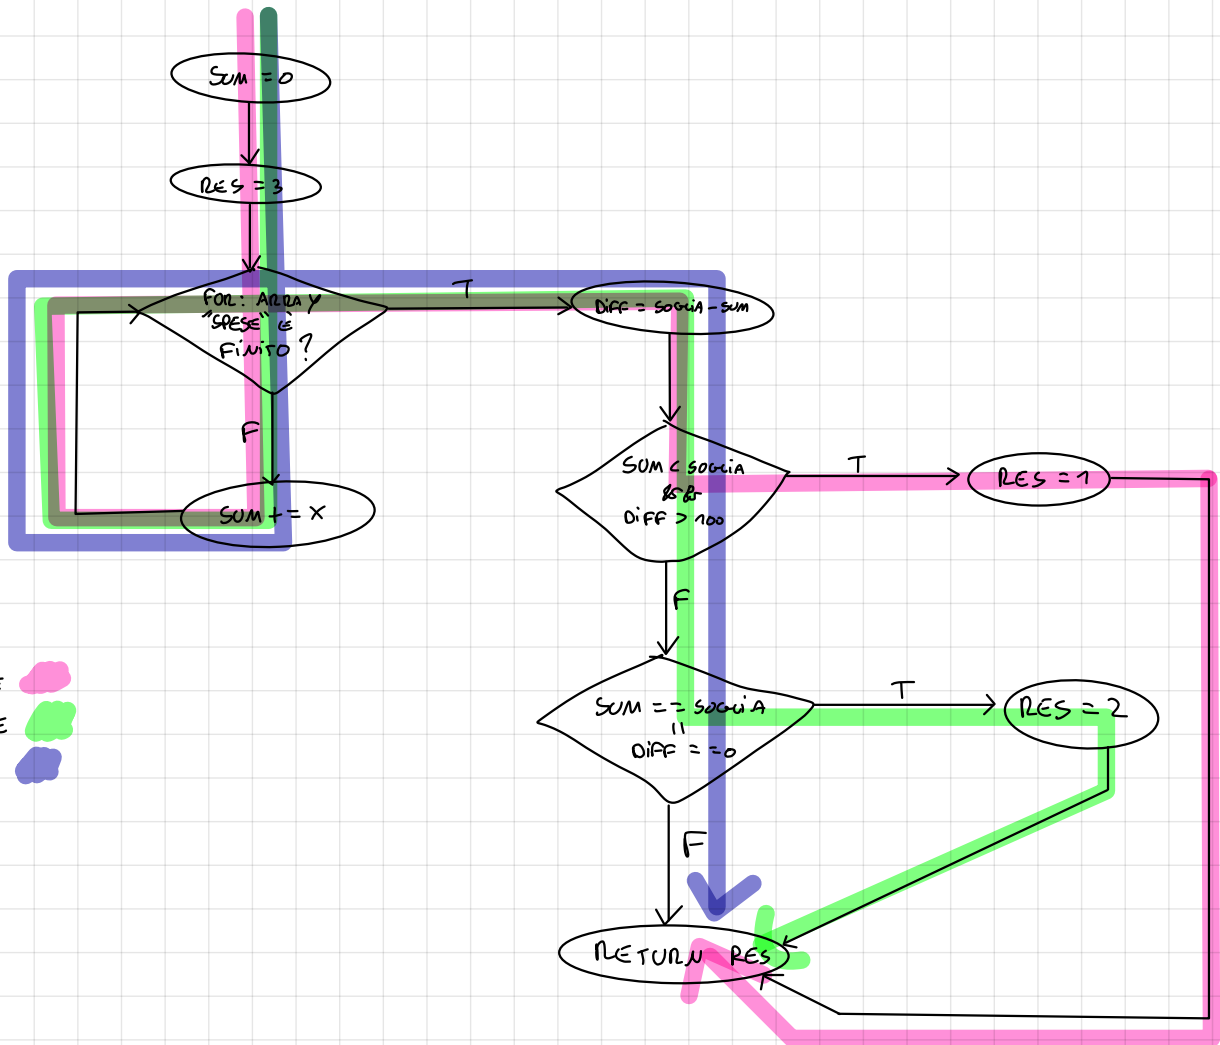 SUM = 0
RES = 3
FOR: ARRAY
"SPESE" È
FINITO ?
T
DIFF = SOGLIA - SUM
F
SUM += X
SUM < SOGLIA
&&
DIFF > 100
T
RES = 1
F
E
E
SUM == SOGLIA
||
DIFF == 0
T
RES = 2
F
RETURN RES